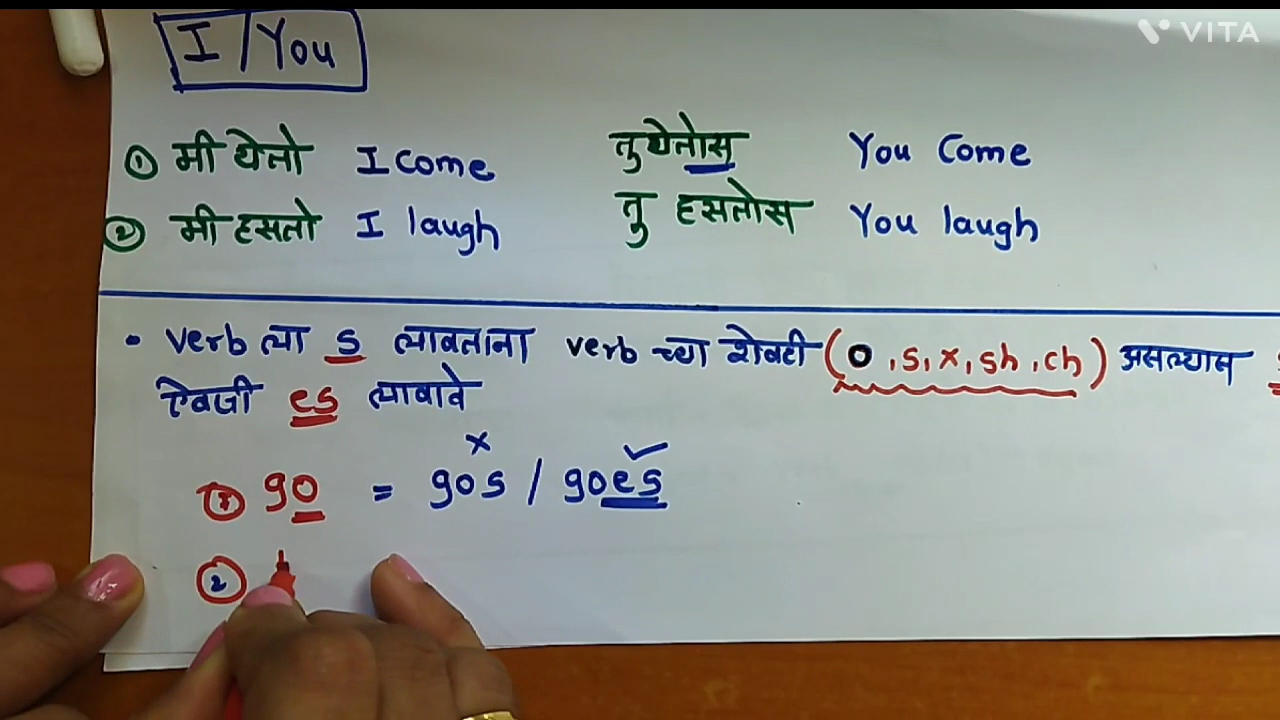 VITA
I / You
① मी येतो I come तु येतोस You Come
② मी हसतो I laugh तु हसतोस You laugh
• verb ला s लावताना verb च्या शेवटी (o, s, x, sh, ch) असल्यास s
ऐवजी es लावावे
x ✓
① go = gos / goes
②